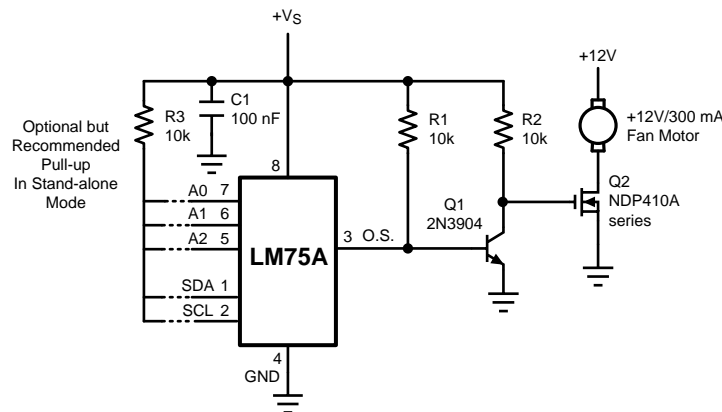 +VS
+12V
R3
10k
C1
100 nF
R1
10k
R2
10k
+12V/300 mA
Fan Motor
Optional but
Recommended
Pull-up
In Stand-alone
Mode
8
A0 7
A1 6
A2 5
LM75A
3 O.S.
Q1
2N3904
Q2
NDP410A
series
SDA 1
SCL 2
4
GND